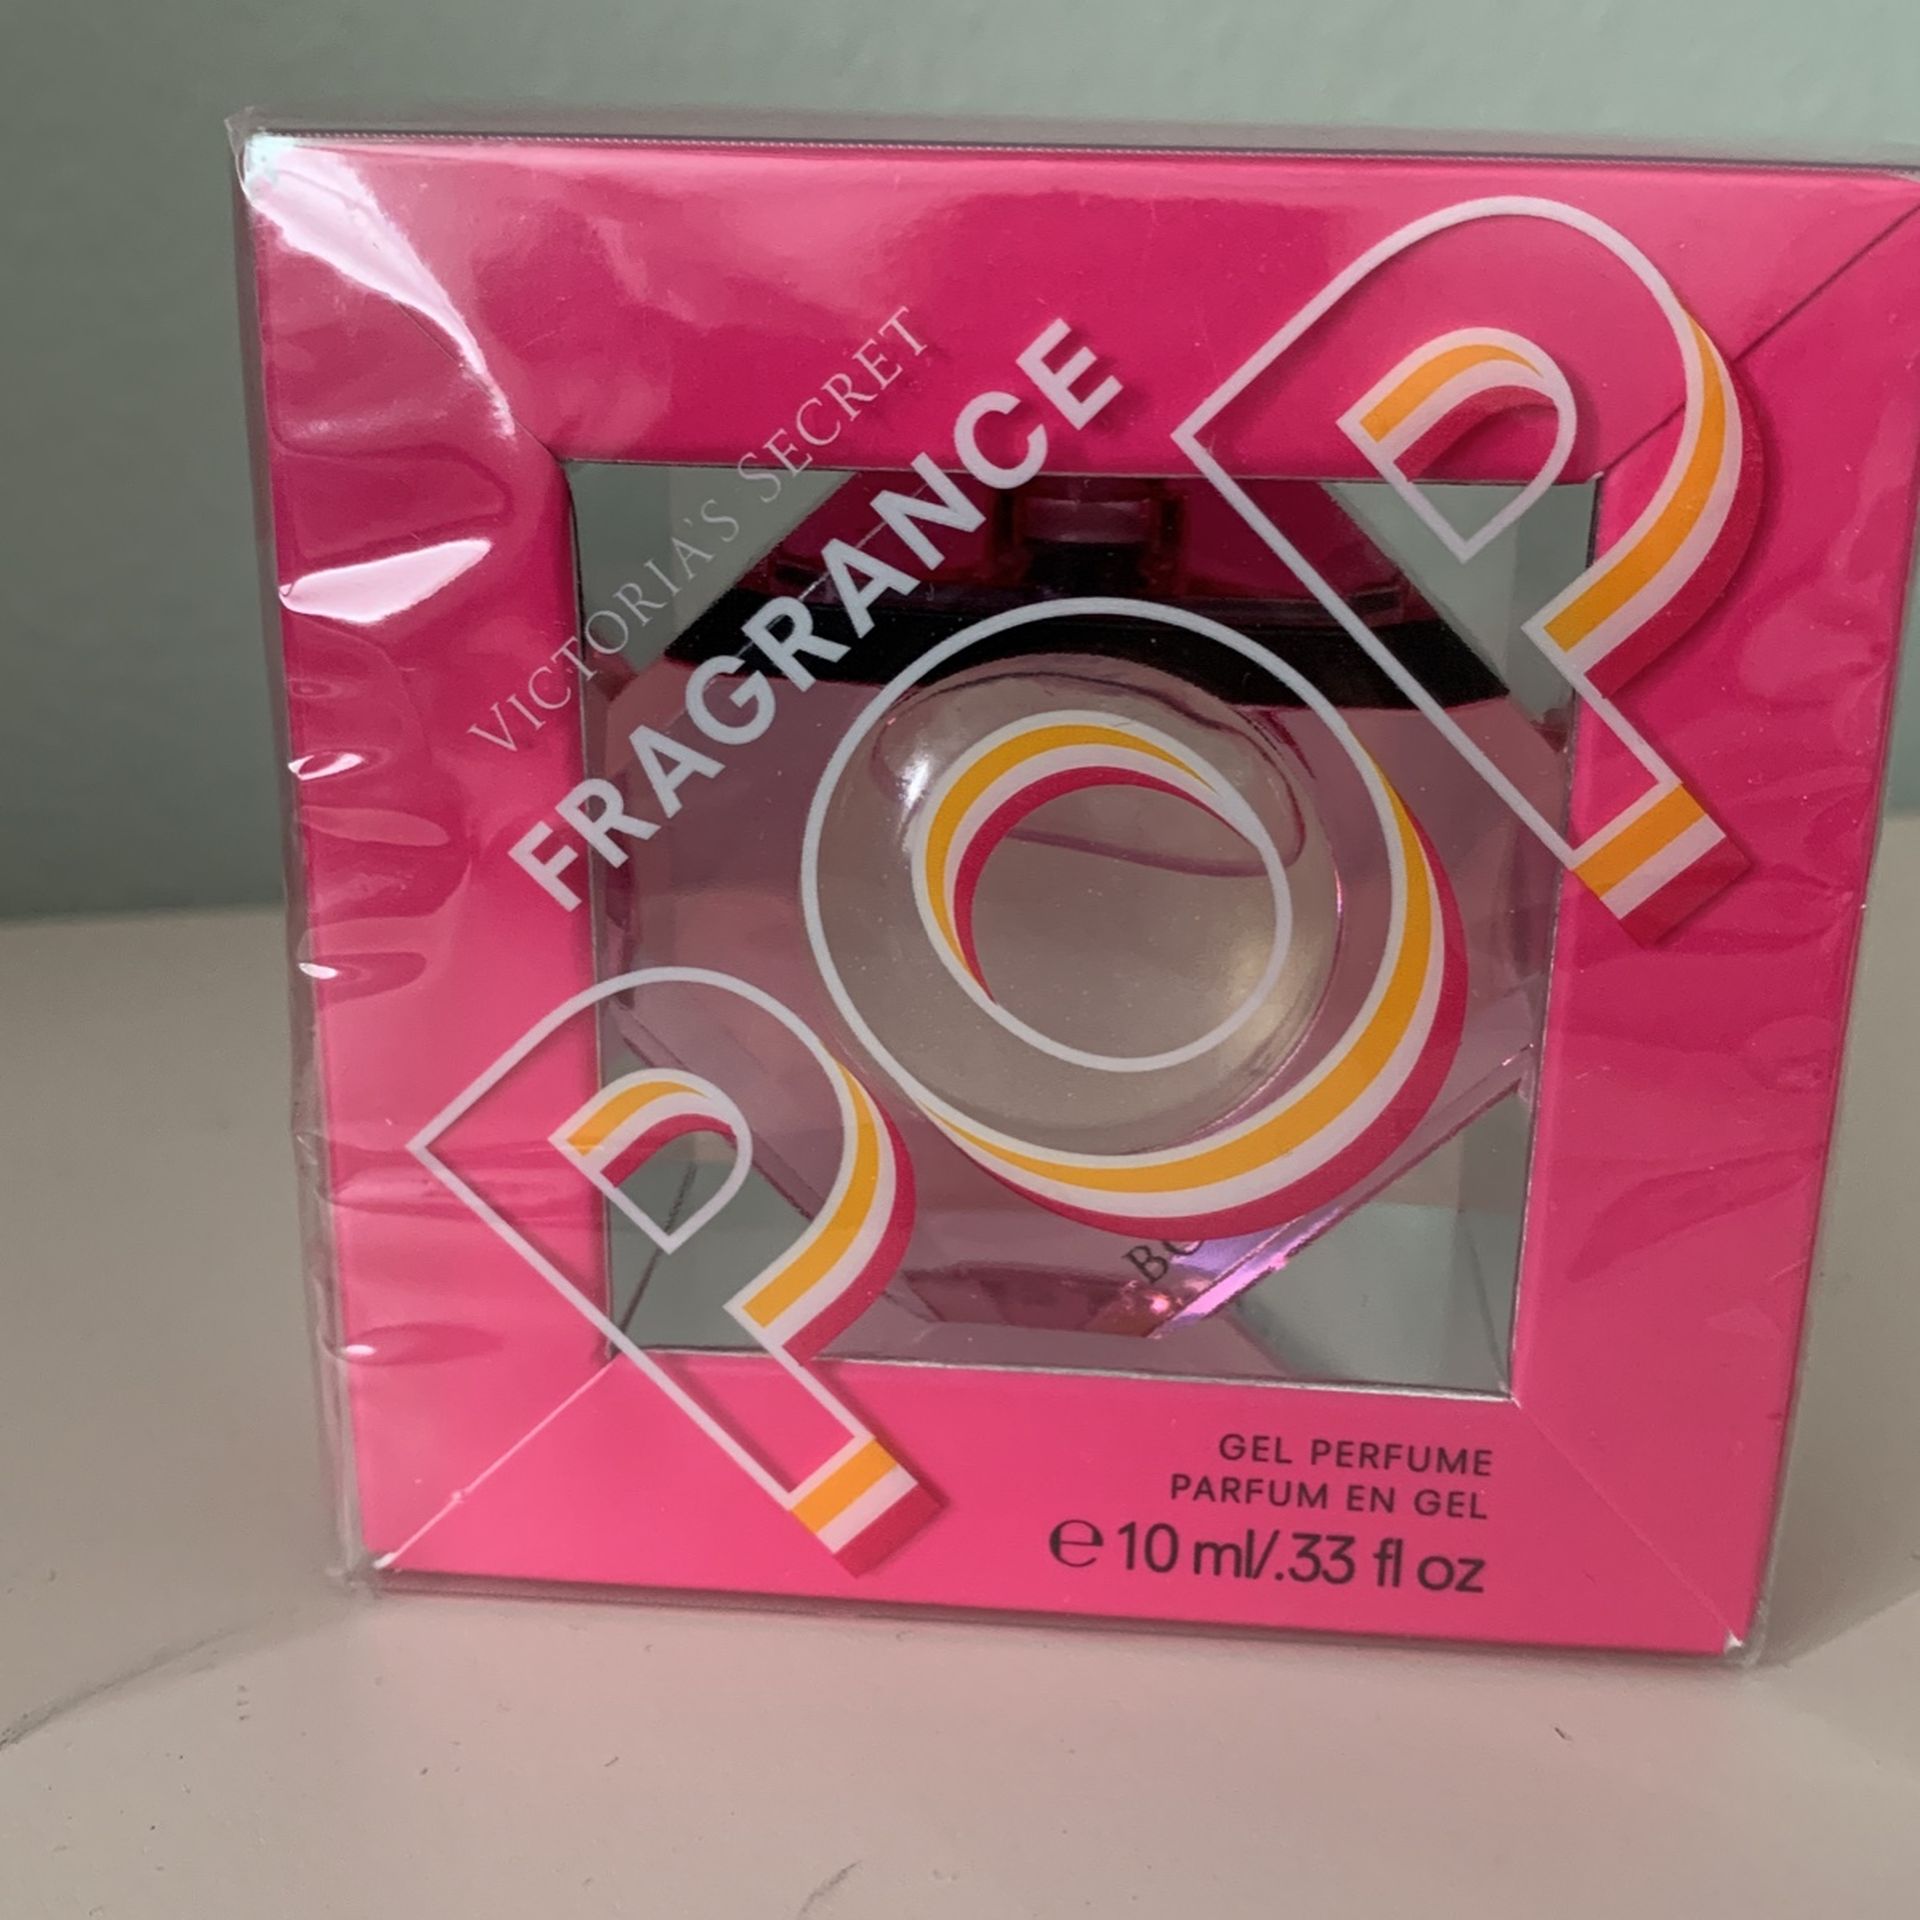 VICTORIA'S SECRET
FRAGRANCE
POP
GEL PERFUME
PARFUM EN GEL
℮ 10 ml/.33 fl oz